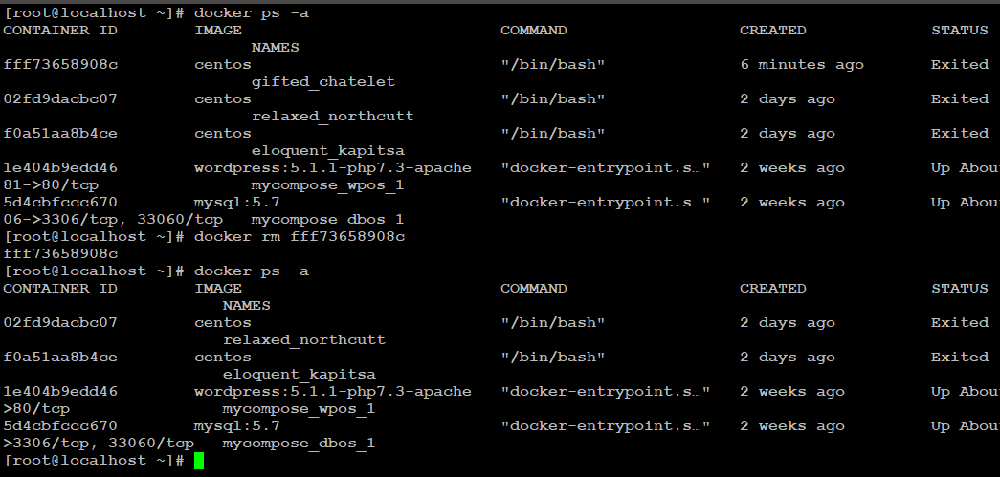 [root@localhost ~]# docker ps -a
CONTAINER ID        IMAGE                           COMMAND                  CREATED             STATUS
                          NAMES
fff73658908c        centos                          "/bin/bash"              6 minutes ago       Exited
                          gifted_chatelet
02fd9dacbc07        centos                          "/bin/bash"              2 days ago          Exited
                          relaxed_northcutt
f0a51aa8b4ce        centos                          "/bin/bash"              2 days ago          Exited
                          eloquent_kapitsa
1e404b9edd46        wordpress:5.1.1-php7.3-apache   "docker-entrypoint.s…"   2 weeks ago         Up Abou
81->80/tcp                mycompose_wpos_1
5d4cbfccc670        mysql:5.7                       "docker-entrypoint.s…"   2 weeks ago         Up Abou
06->3306/tcp, 33060/tcp   mycompose_dbos_1
[root@localhost ~]# docker rm fff73658908c
fff73658908c
[root@localhost ~]# docker ps -a
CONTAINER ID        IMAGE                           COMMAND                  CREATED             STATUS
                       NAMES
02fd9dacbc07        centos                          "/bin/bash"              2 days ago          Exited
                       relaxed_northcutt
f0a51aa8b4ce        centos                          "/bin/bash"              2 days ago          Exited
                       eloquent_kapitsa
1e404b9edd46        wordpress:5.1.1-php7.3-apache   "docker-entrypoint.s…"   2 weeks ago         Up Abou
>80/tcp                mycompose_wpos_1
5d4cbfccc670        mysql:5.7                       "docker-entrypoint.s…"   2 weeks ago         Up Abou
>3306/tcp, 33060/tcp   mycompose_dbos_1
[root@localhost ~]#